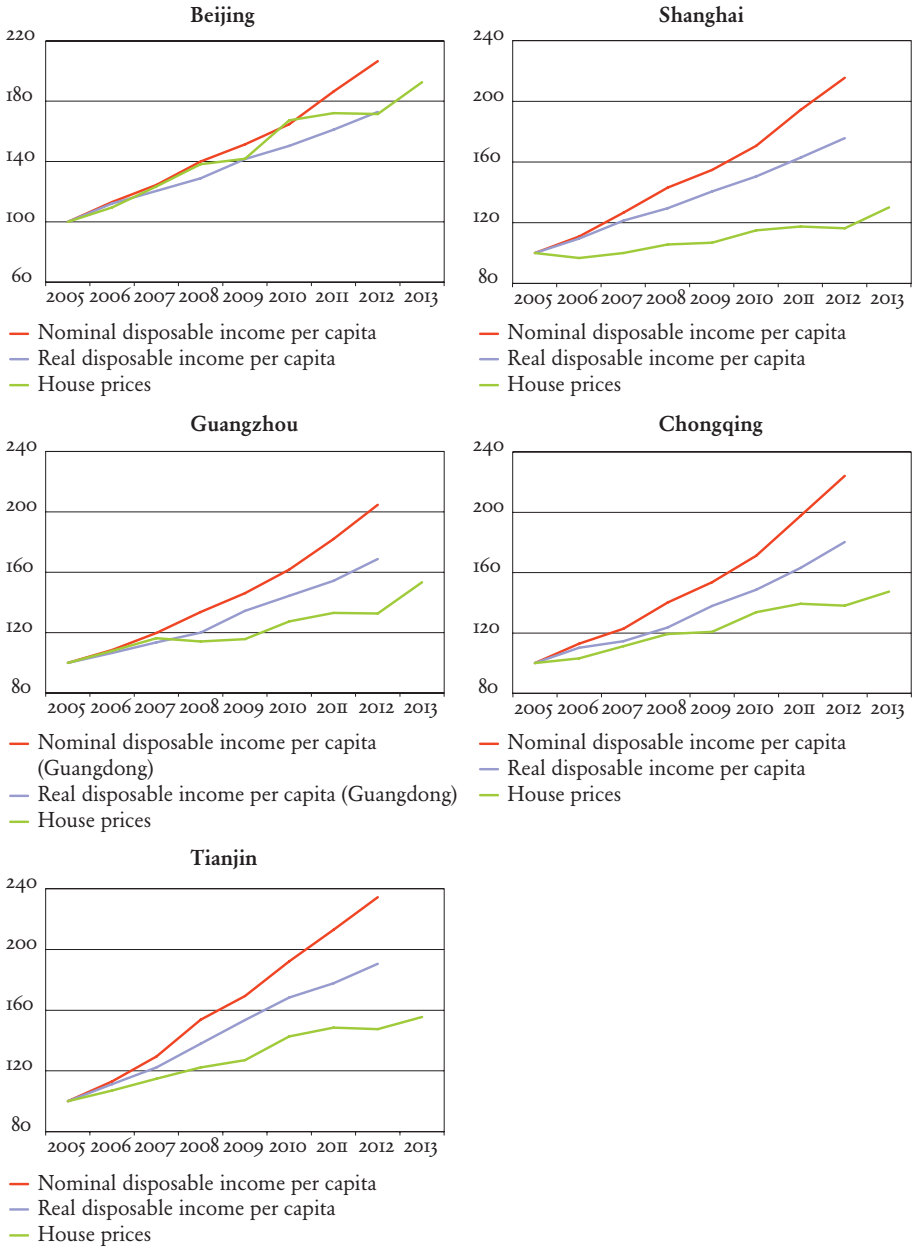 Beijing
220
180
140
100
60
2005 2006 2007 2008 2009 2010 2011 2012 2013
Nominal disposable income per capita
Real disposable income per capita
House prices
Shanghai
240
200
160
120
80
2005 2006 2007 2008 2009 2010 2011 2012 2013
Nominal disposable income per capita
Real disposable income per capita
House prices
Guangzhou
240
200
160
120
80
2005 2006 2007 2008 2009 2010 2011 2012 2013
Nominal disposable income per capita
(Guangdong)
Real disposable income per capita (Guangdong)
House prices
Chongqing
240
200
160
120
80
2005 2006 2007 2008 2009 2010 2011 2012 2013
Nominal disposable income per capita
Real disposable income per capita
House prices
Tianjin
240
200
160
120
80
2005 2006 2007 2008 2009 2010 2011 2012 2013
Nominal disposable income per capita
Real disposable income per capita
House prices